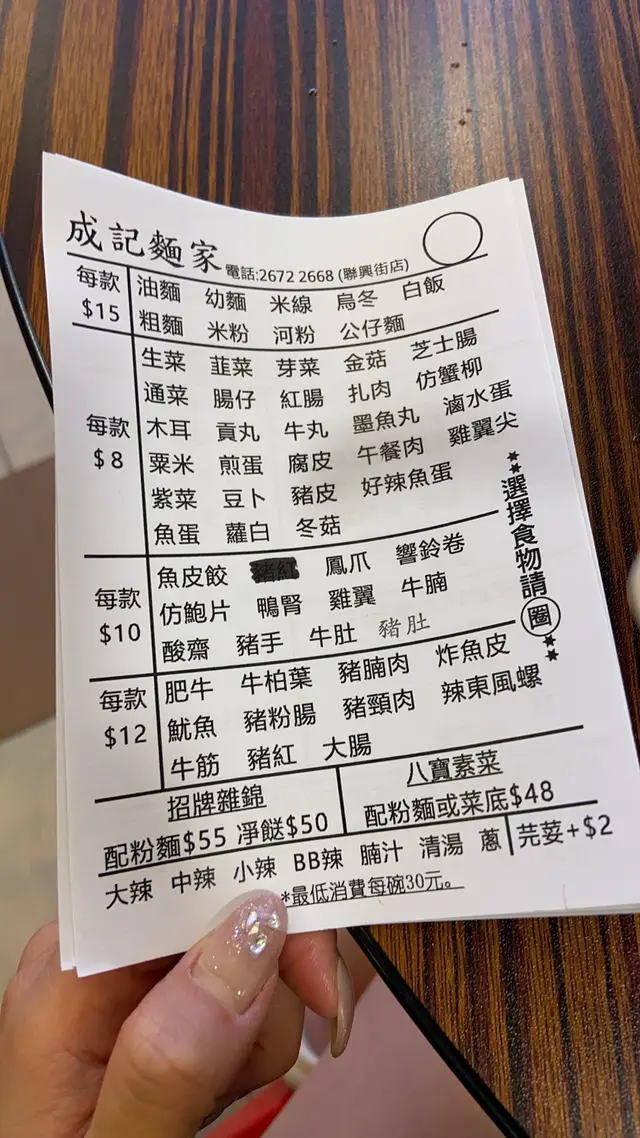 成記麵家
電話:2672 2668 (聯興街店)
每款
$15
油麵 幼麵 米線 烏冬 白飯
粗麵 米粉 河粉 公仔麵
每款
$8
生菜 韮菜 芽菜 金菇 芝士腸
通菜 腸仔 紅腸 扎肉 仿蟹柳
木耳 貢丸 牛丸 墨魚丸 滷水蛋
粟米 煎蛋 腐皮 午餐肉 雞翼尖
紫菜 豆卜 豬皮 好辣魚蛋
魚蛋 蘿白 冬菇
每款
$10
魚皮餃 豬紅 鳳爪 響鈴卷
仿鮑片 鴨腎 雞翼 牛腩
酸齋 豬手 牛肚 豬肚
每款
$12
肥牛 牛柏葉 豬腩肉 炸魚皮
魷魚 豬粉腸 豬頸肉 辣東風螺
牛筋 豬紅 大腸
**選擇食物請圈**
招牌雜錦
配粉麵$55 淨餸$50
八寶素菜
配粉麵或菜底$48
大辣 中辣 小辣 BB辣 腩汁 清湯 蔥 芫荽+$2
*最低消費每碗30元。